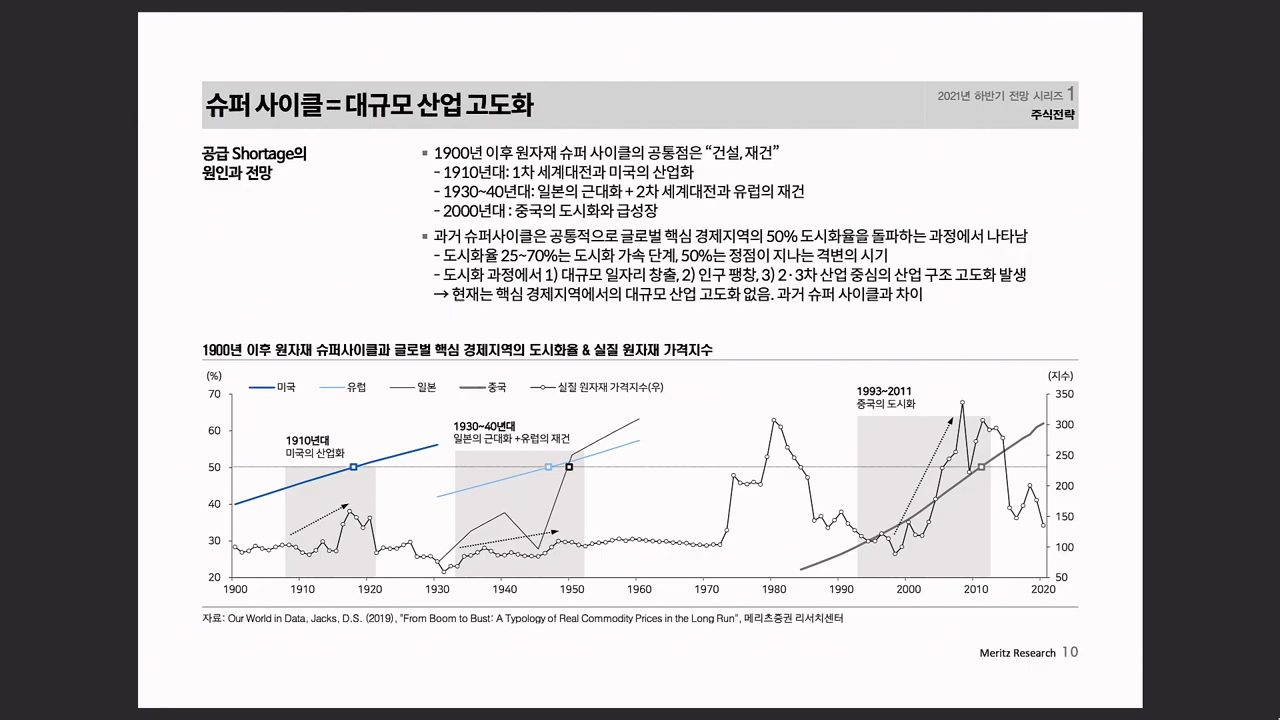 슈퍼 사이클 = 대규모 산업 고도화
2021년 하반기 전망 시리즈 1
주식전략
공급 Shortage의
원인과 전망
▪ 1900년 이후 원자재 슈퍼 사이클의 공통점은 “건설, 재건”
- 1910년대: 1차 세계대전과 미국의 산업화
- 1930~40년대: 일본의 근대화 + 2차 세계대전과 유럽의 재건
- 2000년대 : 중국의 도시화와 급성장
▪ 과거 슈퍼사이클은 공통적으로 글로벌 핵심 경제지역의 50% 도시화율을 돌파하는 과정에서 나타남
- 도시화율 25~70%는 도시화 가속 단계, 50%는 정점이 지나는 격변의 시기
- 도시화 과정에서 1) 대규모 일자리 창출, 2) 인구 팽창, 3) 2·3차 산업 중심의 산업 구조 고도화 발생
→ 현재는 핵심 경제지역에서의 대규모 산업 고도화 없음. 과거 슈퍼 사이클과 차이
1900년 이후 원자재 슈퍼사이클과 글로벌 핵심 경제지역의 도시화율 & 실질 원자재 가격지수
(%)
(지수)
미국 유럽 일본 중국 실질 원자재 가격지수(우)
1910년대
미국의 산업화
1930~40년대
일본의 근대화 +유럽의 재건
1993~2011
중국의 도시화
70
60
50
40
30
20
350
300
250
200
150
100
50
1900 1910 1920 1930 1940 1950 1960 1970 1980 1990 2000 2010 2020
자료: Our World in Data, Jacks, D.S. (2019), "From Boom to Bust: A Typology of Real Commodity Prices in the Long Run", 메리츠증권 리서치센터
Meritz Research 10